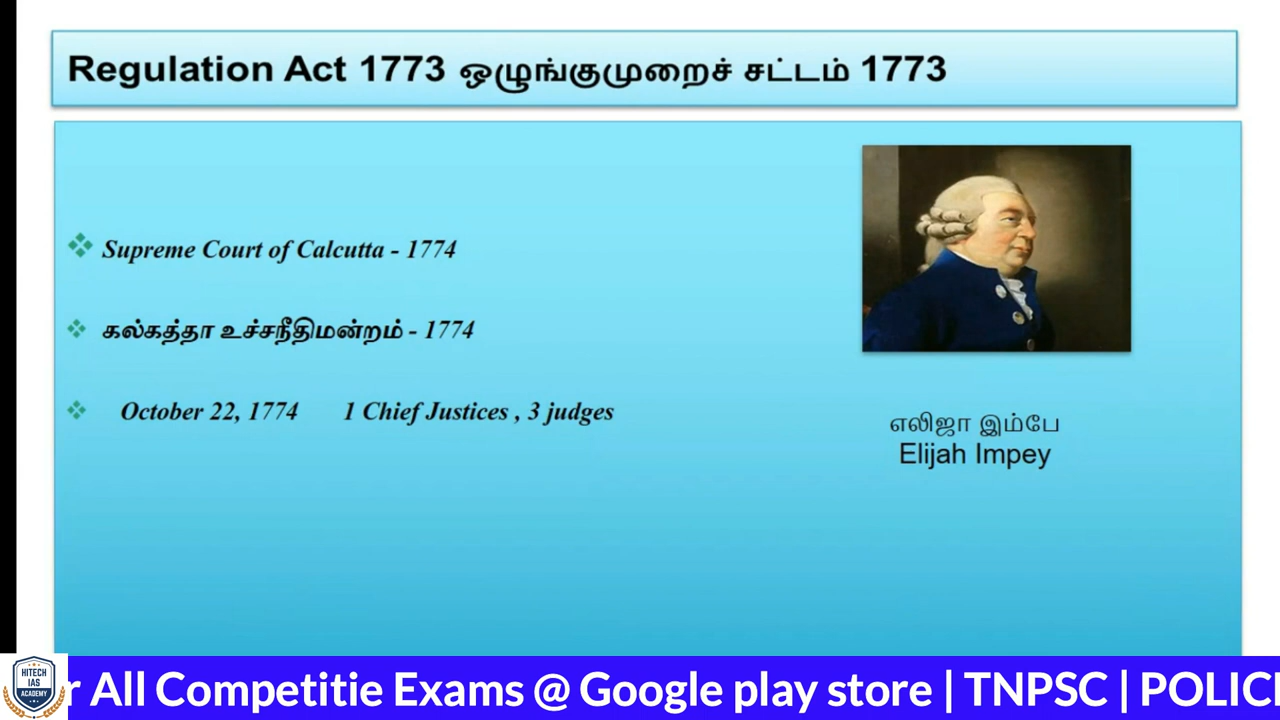 Regulation Act 1773 ஒழுங்குமுறைச் சட்டம் 1773
Supreme Court of Calcutta - 1774
கல்கத்தா உச்சநீதிமன்றம் - 1774
October 22, 1774 1 Chief Justices , 3 judges
எலிஜா இம்பே
Elijah Impey
HITECH
IAS
ACADEMY
r All Competitie Exams @ Google play store | TNPSC | POLICE